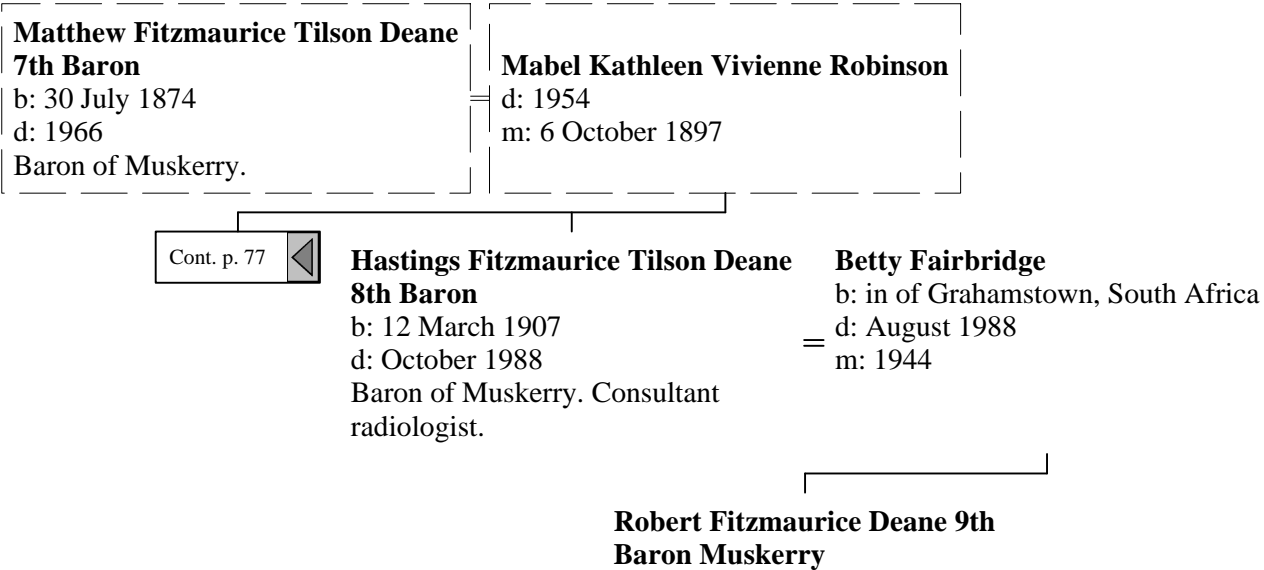 Matthew Fitzmaurice Tilson Deane
7th Baron
b: 30 July 1874
d: 1966
Baron of Muskerry.
=
Mabel Kathleen Vivienne Robinson
d: 1954
m: 6 October 1897
Cont. p. 77
Hastings Fitzmaurice Tilson Deane
8th Baron
b: 12 March 1907
d: October 1988
Baron of Muskerry. Consultant
radiologist.
=
Betty Fairbridge
b: in of Grahamstown, South Africa
d: August 1988
m: 1944
Robert Fitzmaurice Deane 9th
Baron Muskerry